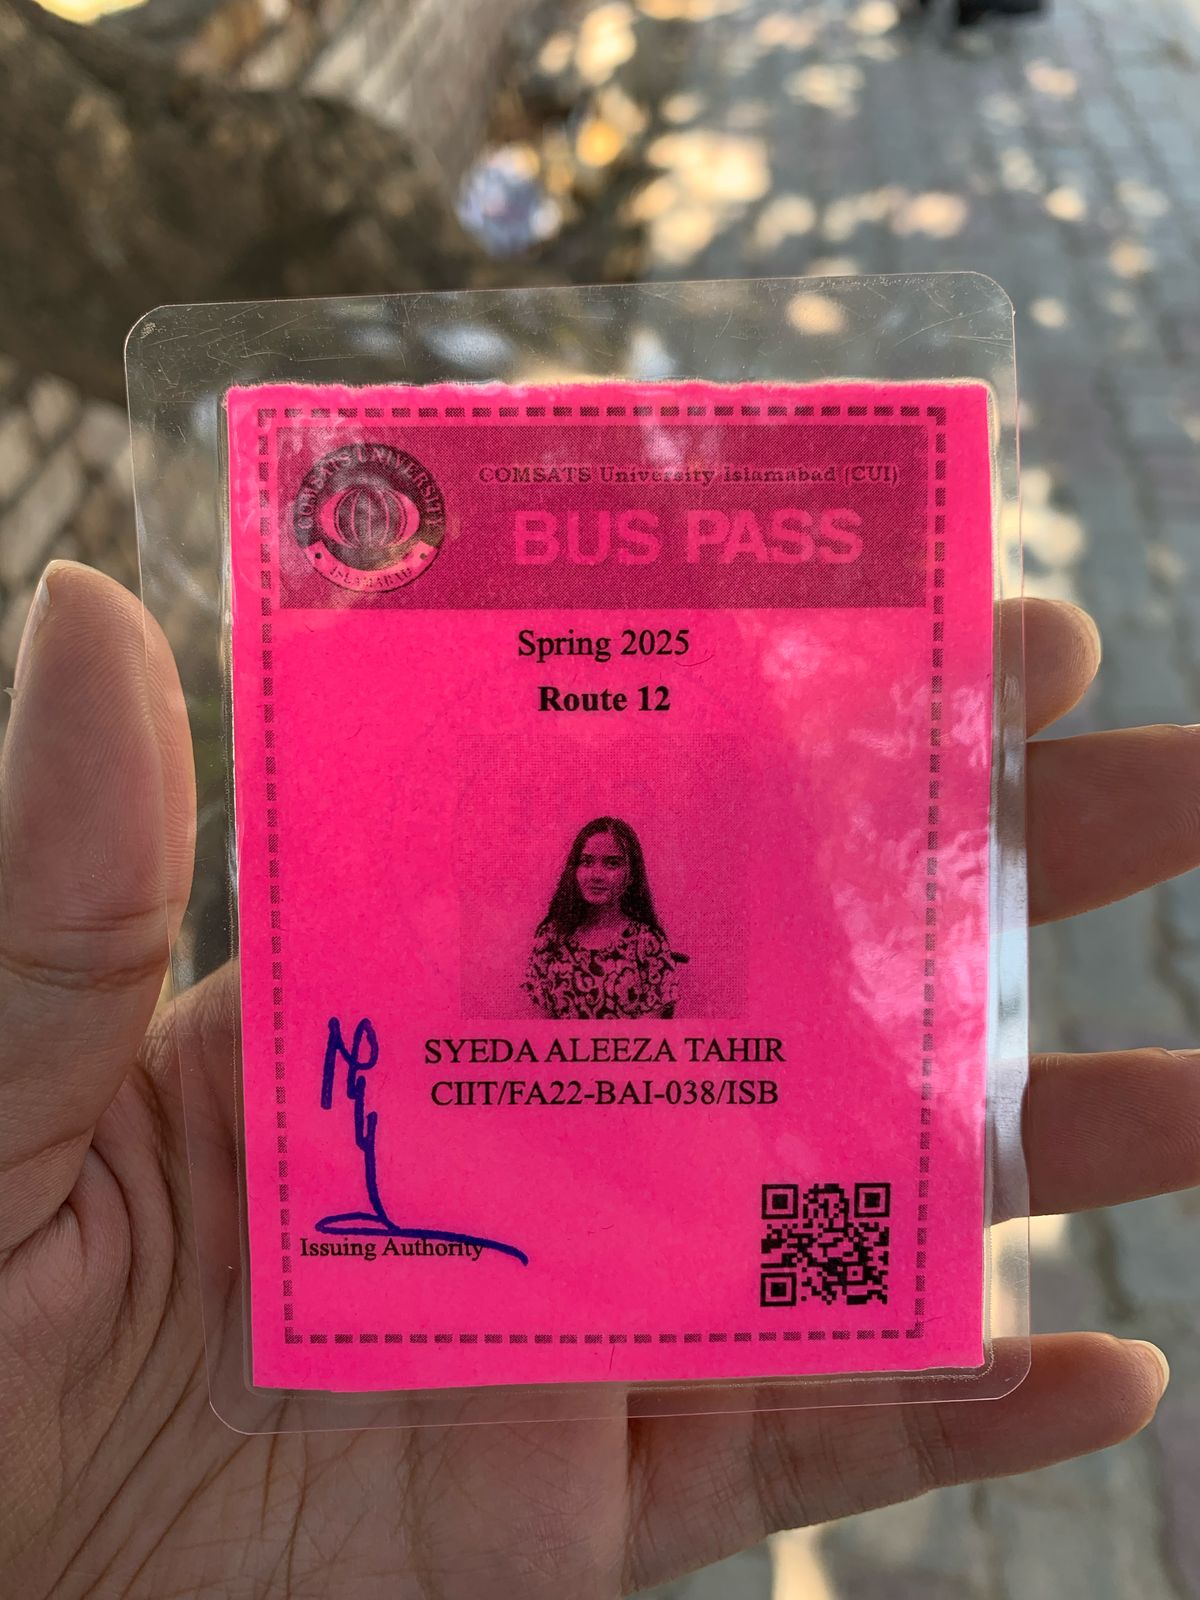 COMSATS UNIVERSITY
ISLAMABAD
COMSATS University Islamabad (CUI)
BUS PASS
Spring 2025
Route 12
SYEDA ALEEZA TAHIR
CIIT/FA22-BAI-038/ISB
Issuing Authority